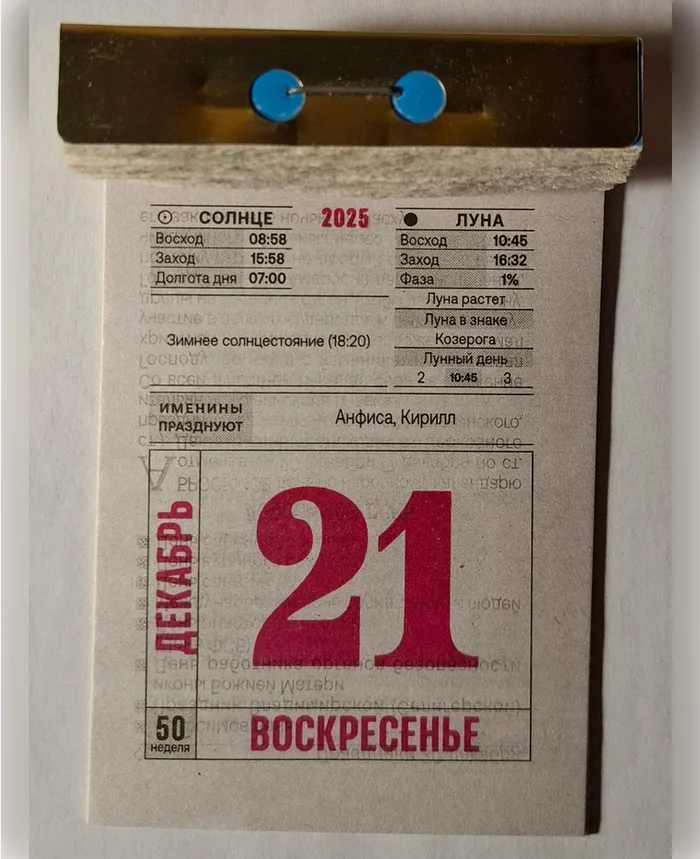 СОЛНЦЕ
Восход 08:58
Заход 15:58
Долгота дня 07:00
2025
ЛУНА
Восход 10:45
Заход 16:32
Фаза 1%
Луна растет
Луна в знаке
Козерога
Лунный день
2 10:45 3
Зимнее солнцестояние (18:20)
ИМЕНИНЫ
ПРАЗДНУЮТ
Анфиса, Кирилл
ДЕКАБРЬ
21
50
неделя
ВОСКРЕСЕНЬЕ